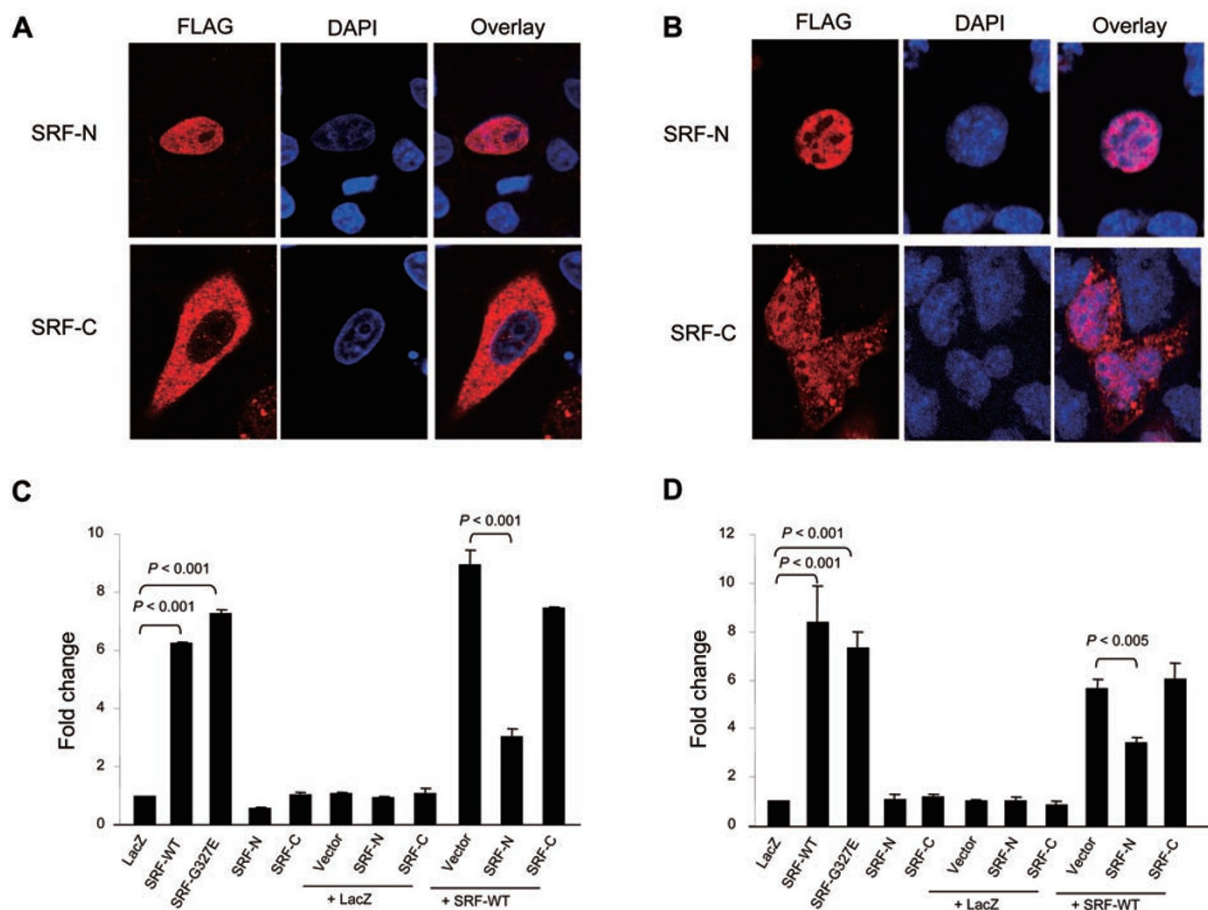 A
FLAG DAPI Overlay
SRF-N
SRF-C
B
FLAG DAPI Overlay
SRF-N
SRF-C
C
Fold change
10
8
6
4
2
0
P < 0.001
P < 0.001
P < 0.001
LacZ SRF-WT SRF-G327E SRF-N SRF-C Vector SRF-N SRF-C Vector SRF-N SRF-C
+ LacZ + SRF-WT
D
Fold change
12
10
8
6
4
2
0
P < 0.001
P < 0.001
P < 0.005
LacZ SRF-WT SRF-G327E SRF-N SRF-C Vector SRF-N SRF-C Vector SRF-N SRF-C
+ LacZ + SRF-WT